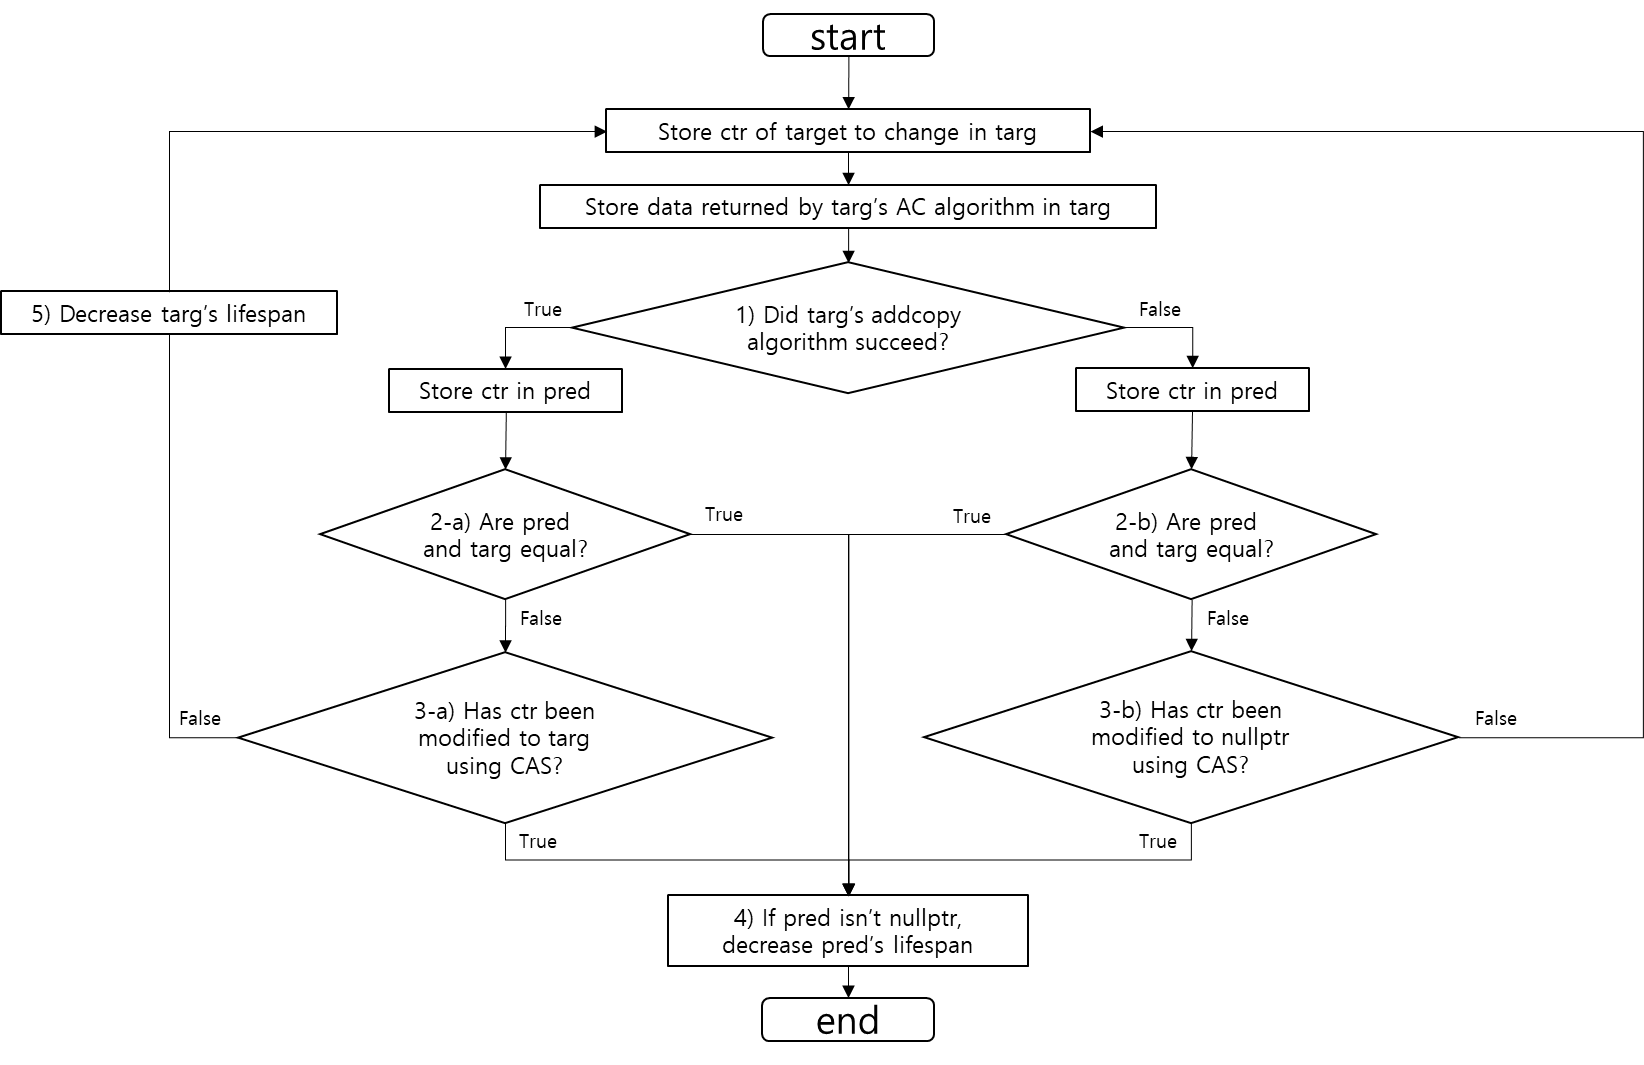 start
Store ctr of target to change in targ
Store data returned by targ's AC algorithm in targ
5) Decrease targ's lifespan
True
1) Did targ's addcopy
algorithm succeed?
False
Store ctr in pred
Store ctr in pred
2-a) Are pred
and targ equal?
True
True
2-b) Are pred
and targ equal?
False
False
False
3-a) Has ctr been
modified to targ
using CAS?
3-b) Has ctr been
modified to nullptr
using CAS?
False
True
True
4) If pred isn't nullptr,
decrease pred's lifespan
end